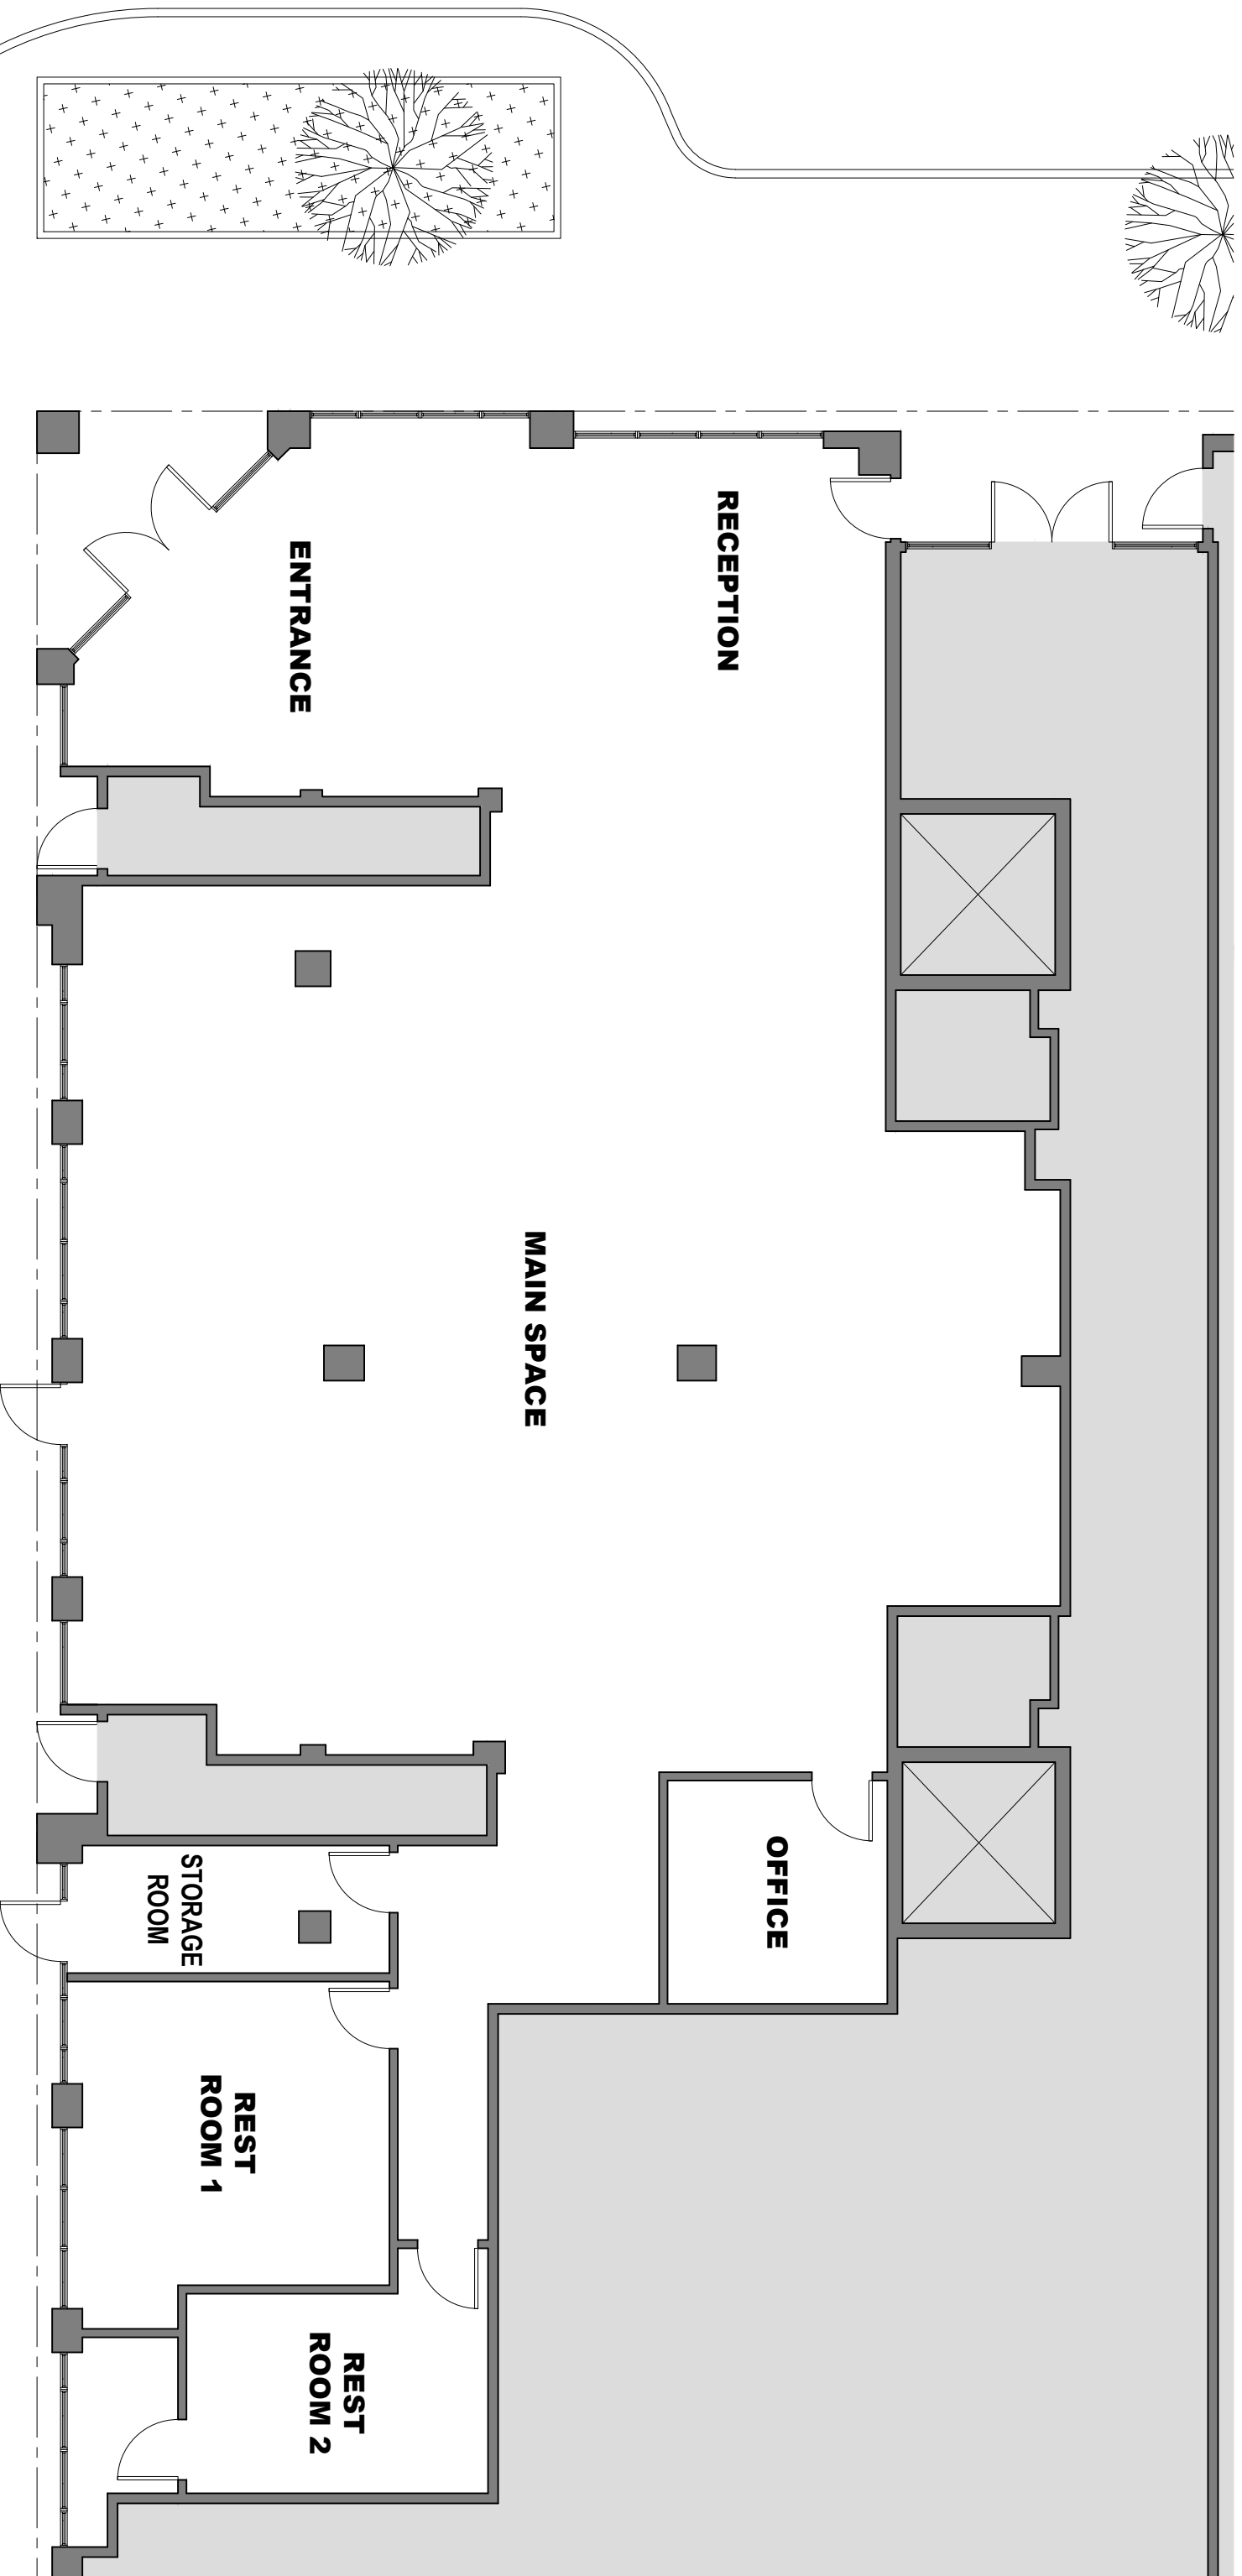 RECEPTION
ENTRANCE
MAIN SPACE
OFFICE
STORAGE
ROOM
REST
ROOM 1
REST
ROOM 2